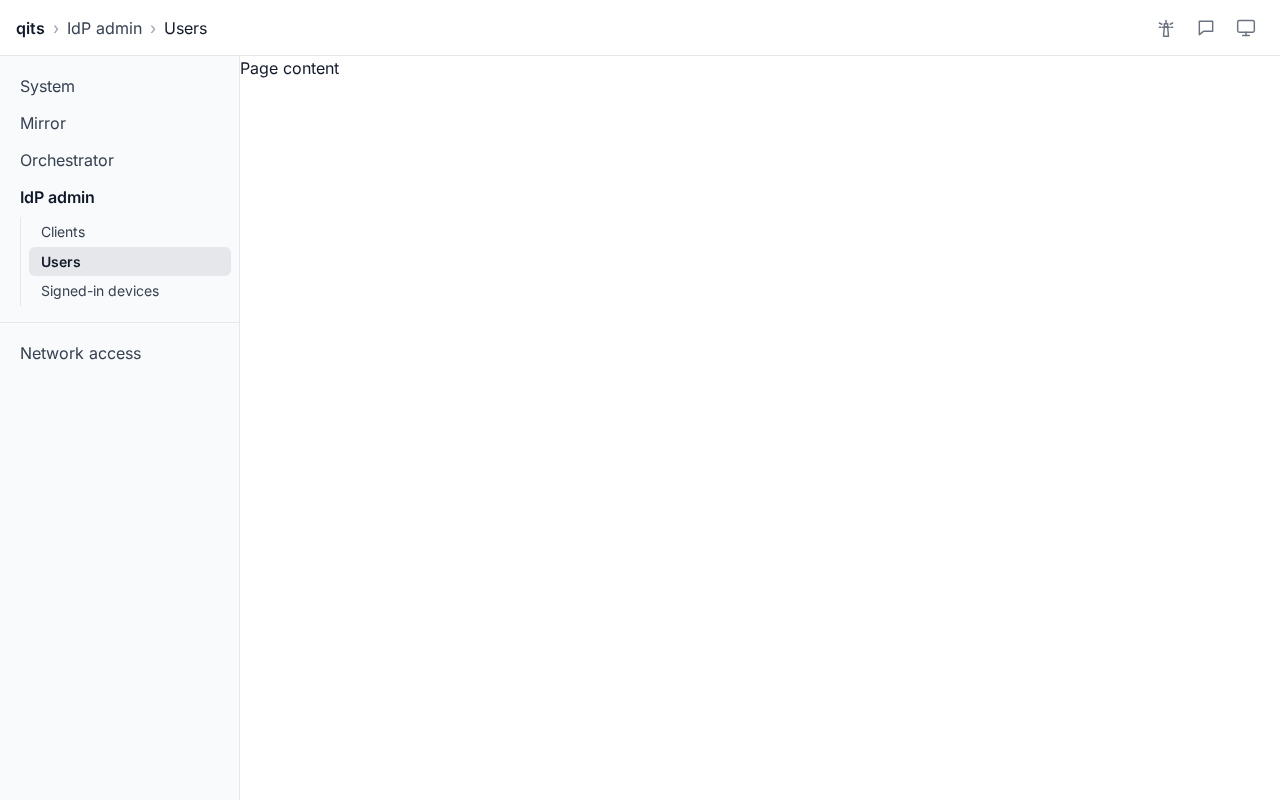 qits › IdP admin › Users
System
Mirror
Orchestrator
IdP admin
Clients
Users
Signed-in devices
Network access
Page content